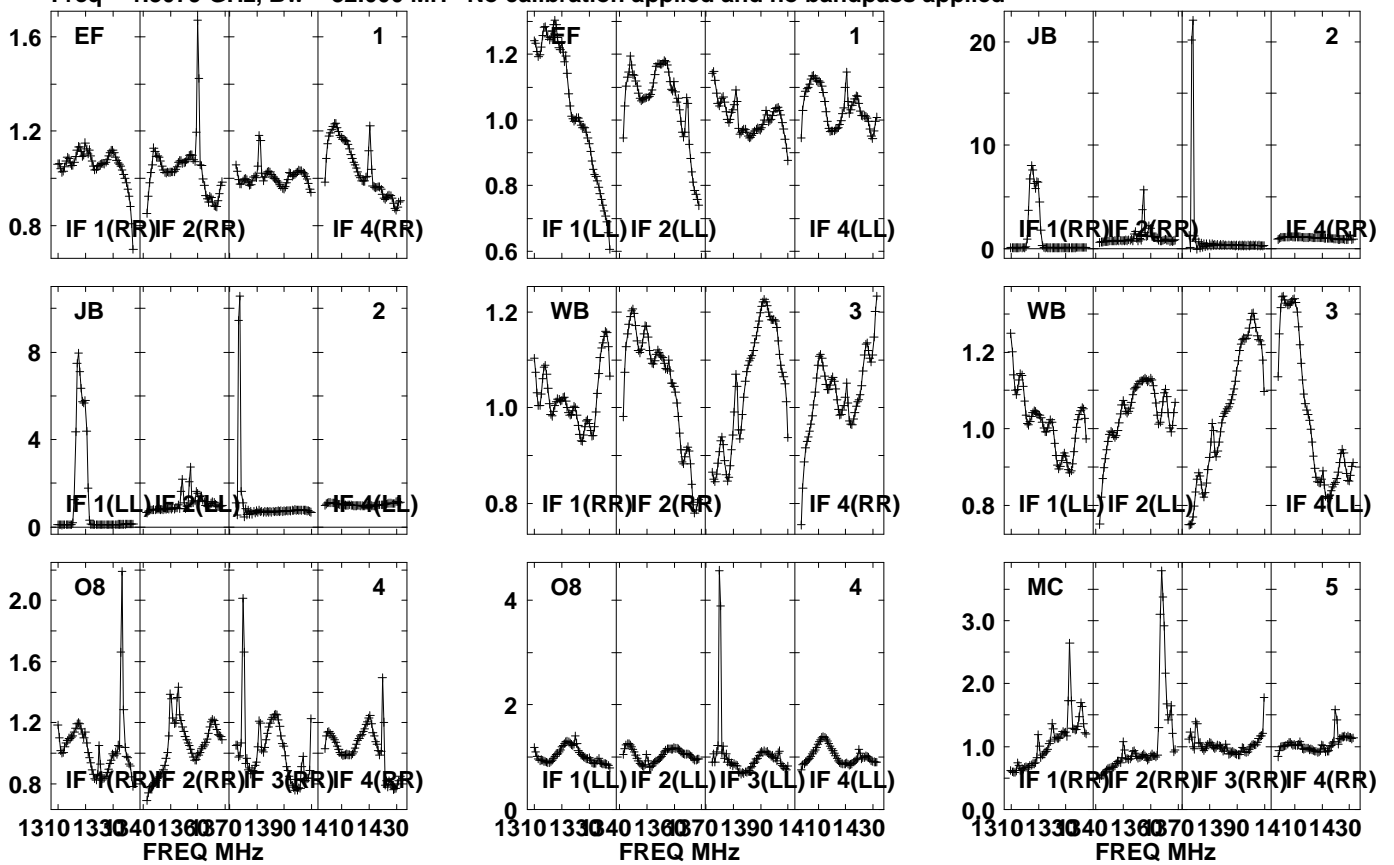 No calibration applied and no bandpass applied
EF 1
1.6
1.2
0.8
IF 1(RR) IF 2(RR) IF 4(RR)
EF 1
1.2
1.0
0.8
0.6
IF 1(LL) IF 2(LL) IF 4(LL)
JB 2
20
10
0
IF 1(RR) IF 2(RR) IF 4(RR)
JB 2
8
4
0
IF 1(LL) IF 2(LL) IF 4(LL)
WB 3
1.2
1.0
0.8
IF 1(RR) IF 2(RR) IF 4(RR)
WB 3
1.2
1.0
0.8
IF 1(LL) IF 2(LL) IF 4(LL)
O8 4
2.0
1.6
1.2
0.8
IF 1(RR) IF 2(RR) IF 3(RR) IF 4(RR)
1310 1330 1340 1360 1370 1390 1410 1430
FREQ MHz
O8 4
4
2
0
IF 1(LL) IF 2(LL) IF 3(LL) IF 4(LL)
1310 1330 1340 1360 1370 1390 1410 1430
FREQ MHz
MC 5
3.0
2.0
1.0
0.0
IF 1(RR) IF 2(RR) IF 3(RR) IF 4(RR)
1310 1330 1340 1360 1370 1390 1410 1430
FREQ MHz